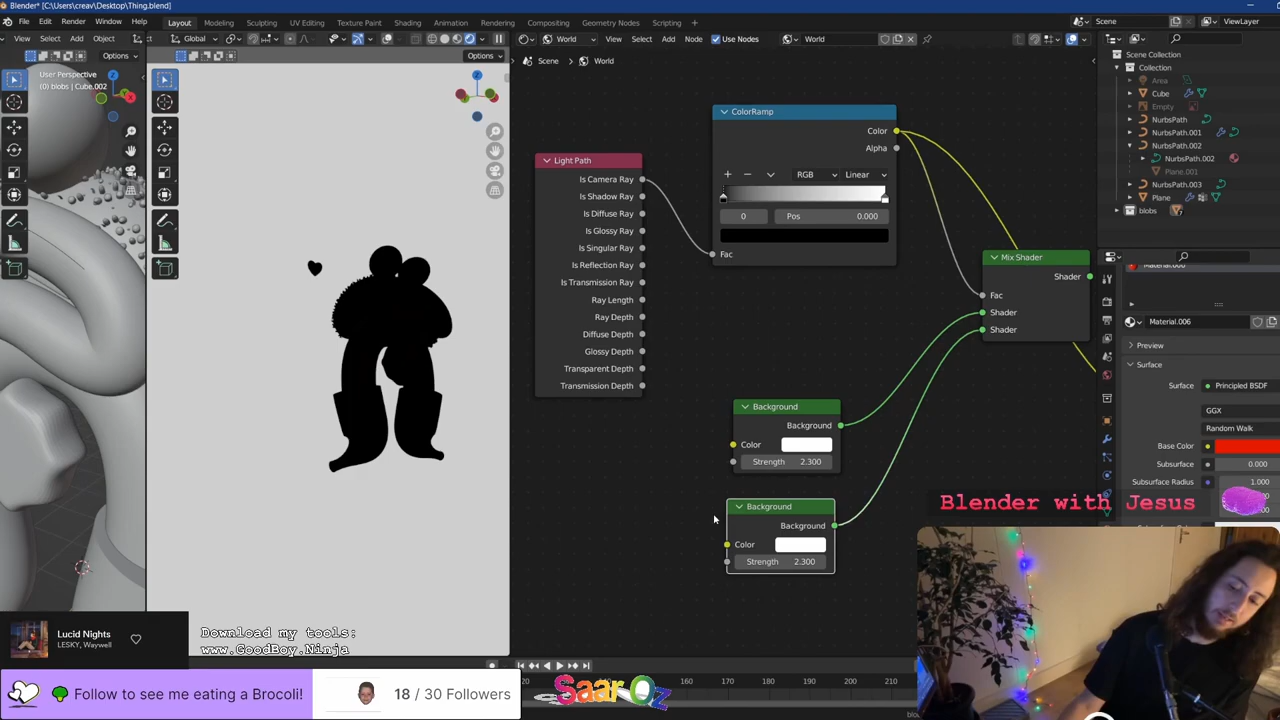 Blender* [C:\Users\creav\Desktop\Thing.blend]
File Edit Render Window Help
Layout Modeling Sculpting UV Editing Texture Paint Shading Animation Rendering Compositing Geometry Nodes Scripting +
Scene ViewLayer
View Select Add Object
Global
World View Select Add Node Use Nodes World
Options
Options
Scene World
User Perspective
(0) blobs | Cube.002
Scene Collection
Collection
Area
Cube
Empty
NurbsPath
NurbsPath.001
NurbsPath.002
NurbsPath.002
Plane.001
NurbsPath.003
Plane
blobs
Light Path
Is Camera Ray
Is Shadow Ray
Is Diffuse Ray
Is Glossy Ray
Is Singular Ray
Is Reflection Ray
Is Transmission Ray
Ray Length
Ray Depth
Diffuse Depth
Glossy Depth
Transparent Depth
Transmission Depth
ColorRamp
Color
Alpha
RGB Linear
0 Pos 0.000
Fac
Mix Shader
Shader
Fac
Shader
Shader
Background
Background
Color
Strength 2.300
Background
Background
Color
Strength 2.300
Material.006
Preview
Surface
Surface Principled BSDF
GGX
Random Walk
Base Color
Subsurface 0.000
Subsurface Radius 1.000
Blender with Jesus
Lucid Nights
LESKY, Waywell
Download my tools:
www.GoodBoy.Ninja
Follow to see me eating a Brocoli!
18 / 30 Followers
Saar Oz
20 170 180 190 200 210